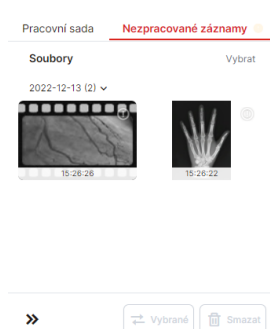 Pracovní sada Nezpracované záznamy
Soubory Vybrat
2022-12-13 (2)
15:26:26 15:26:22
Vybrané Smazat